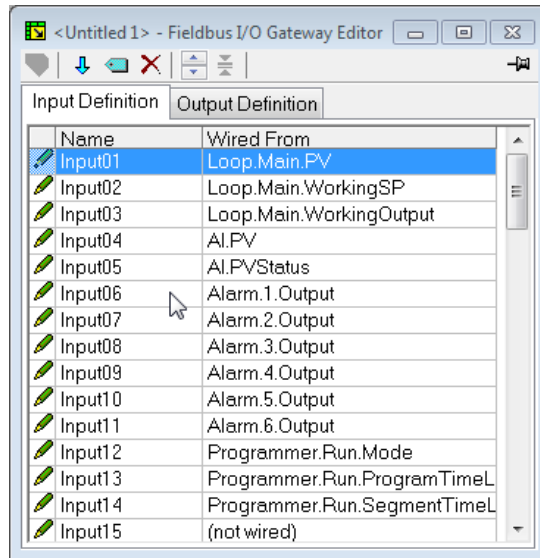 <Untitled 1> - Fieldbus I/O Gateway Editor
Input Definition Output Definition
Name Wired From
Input01 Loop.Main.PV
Input02 Loop.Main.WorkingSP
Input03 Loop.Main.WorkingOutput
Input04 AI.PV
Input05 AI.PVStatus
Input06 Alarm.1.Output
Input07 Alarm.2.Output
Input08 Alarm.3.Output
Input09 Alarm.4.Output
Input10 Alarm.5.Output
Input11 Alarm.6.Output
Input12 Programmer.Run.Mode
Input13 Programmer.Run.ProgramTimeL
Input14 Programmer.Run.SegmentTimeL
Input15 (not wired)